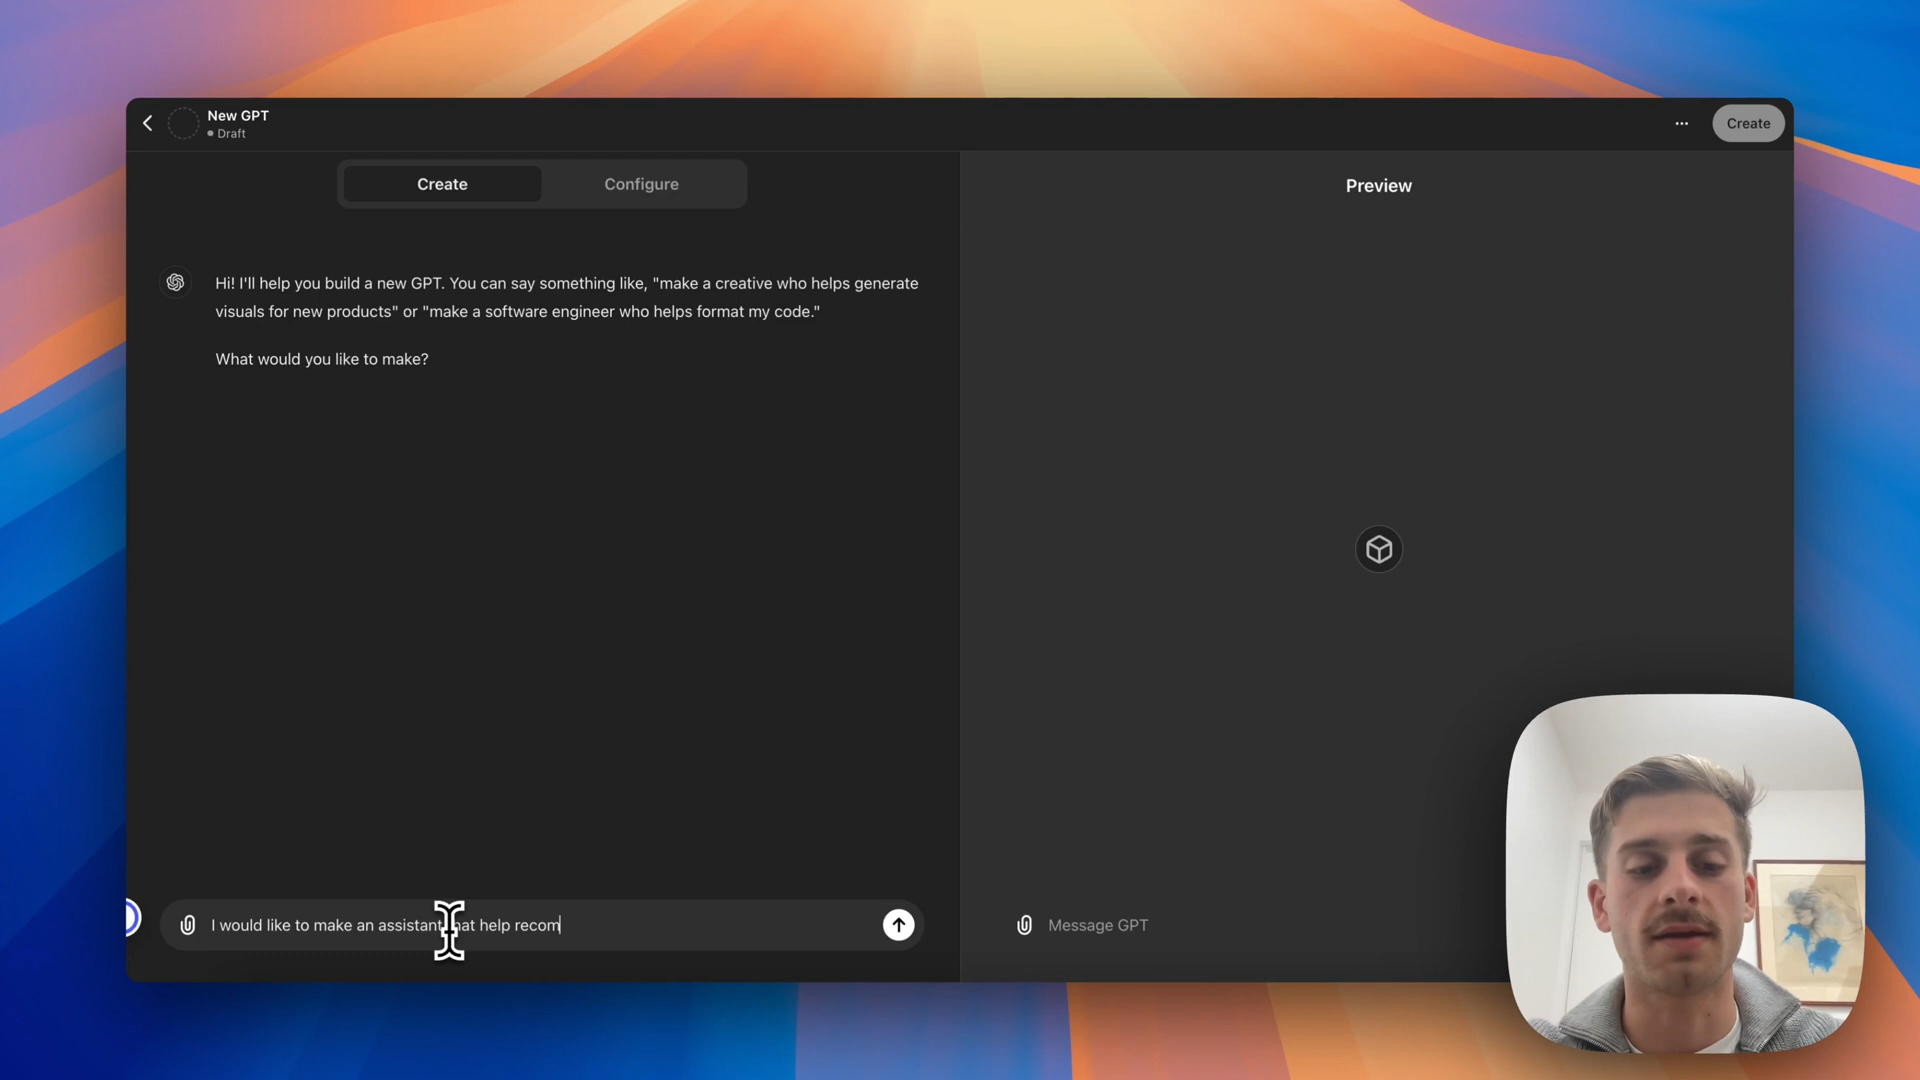 New GPT
Draft
Create
Create
Configure
Preview
Hi! I'll help you build a new GPT. You can say something like, "make a creative who helps generate
visuals for new products" or "make a software engineer who helps format my code."
What would you like to make?
I would like to make an assistant hat help recom
Message GPT